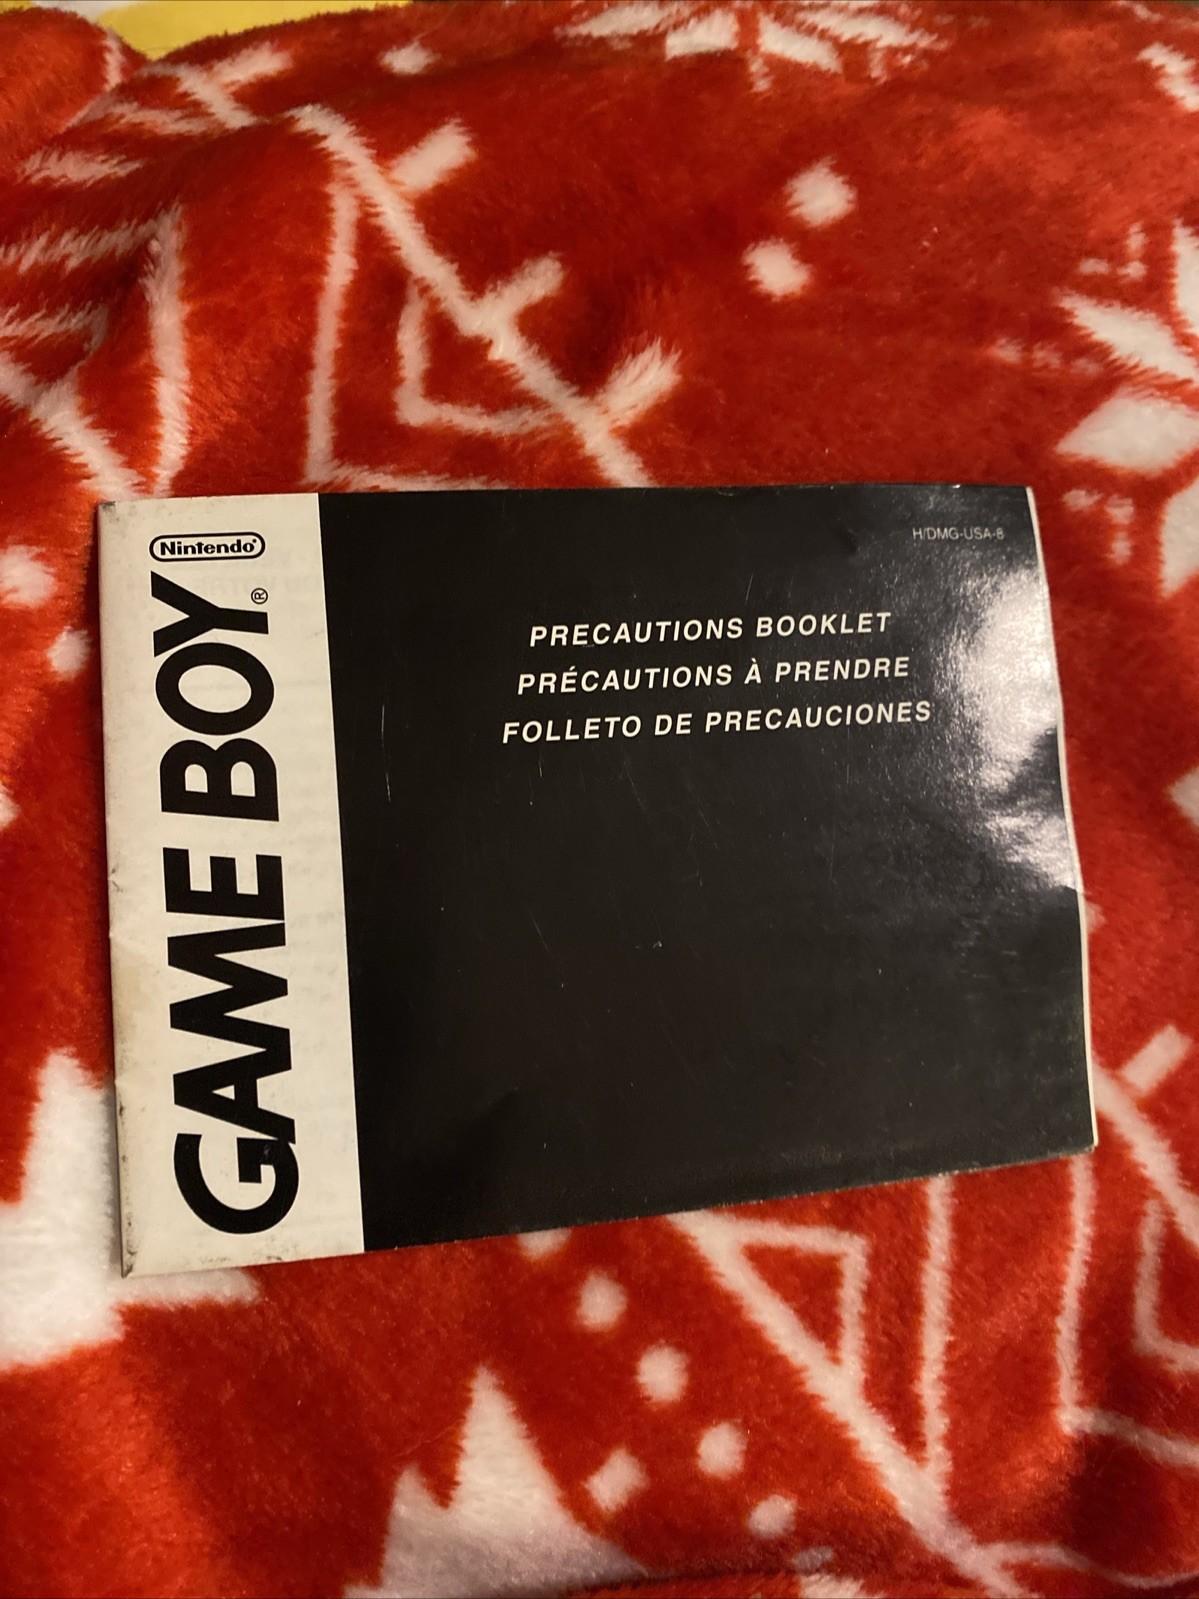 Nintendo®
GAME BOY®
H/DMG-USA-8
PRECAUTIONS BOOKLET
PRÉCAUTIONS À PRENDRE
FOLLETO DE PRECAUCIONES